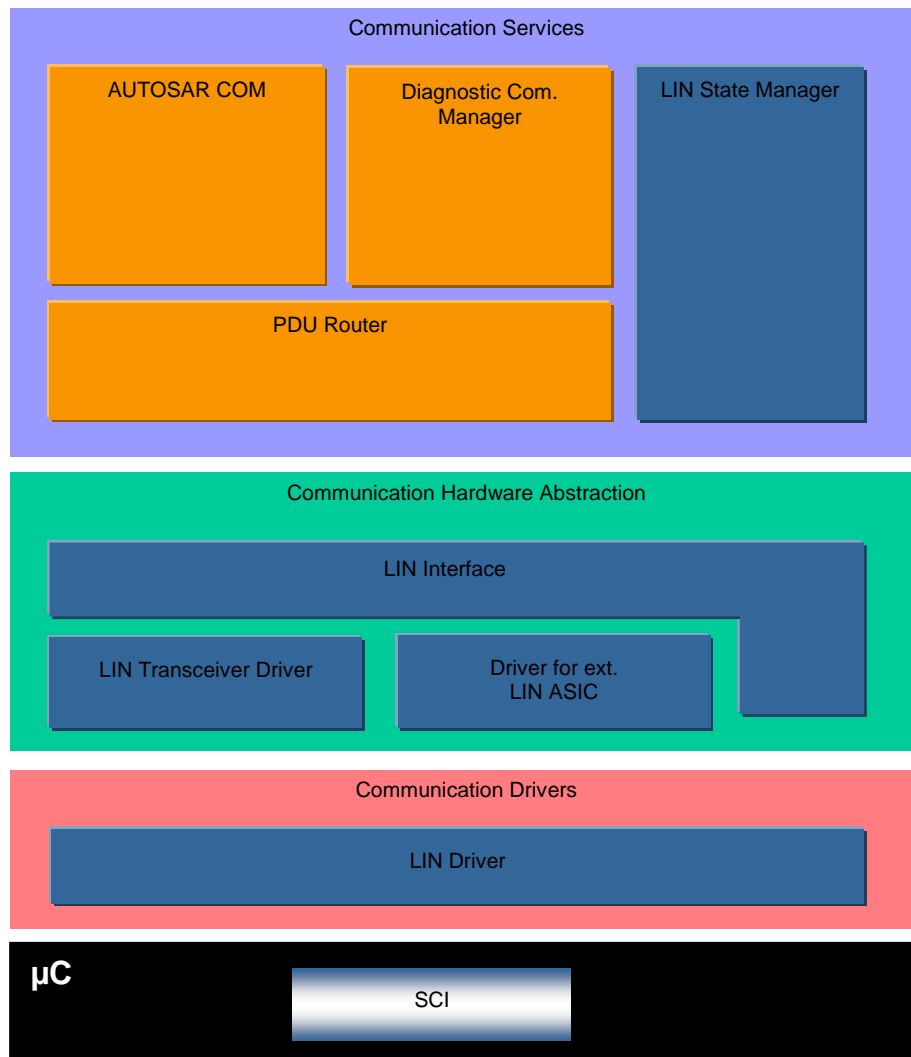 Communication Services
AUTOSAR COM
Diagnostic Com.
Manager
LIN State Manager
PDU Router
Communication Hardware Abstraction
LIN Interface
LIN Transceiver Driver
Driver for ext.
LIN ASIC
Communication Drivers
LIN Driver
µC
SCI